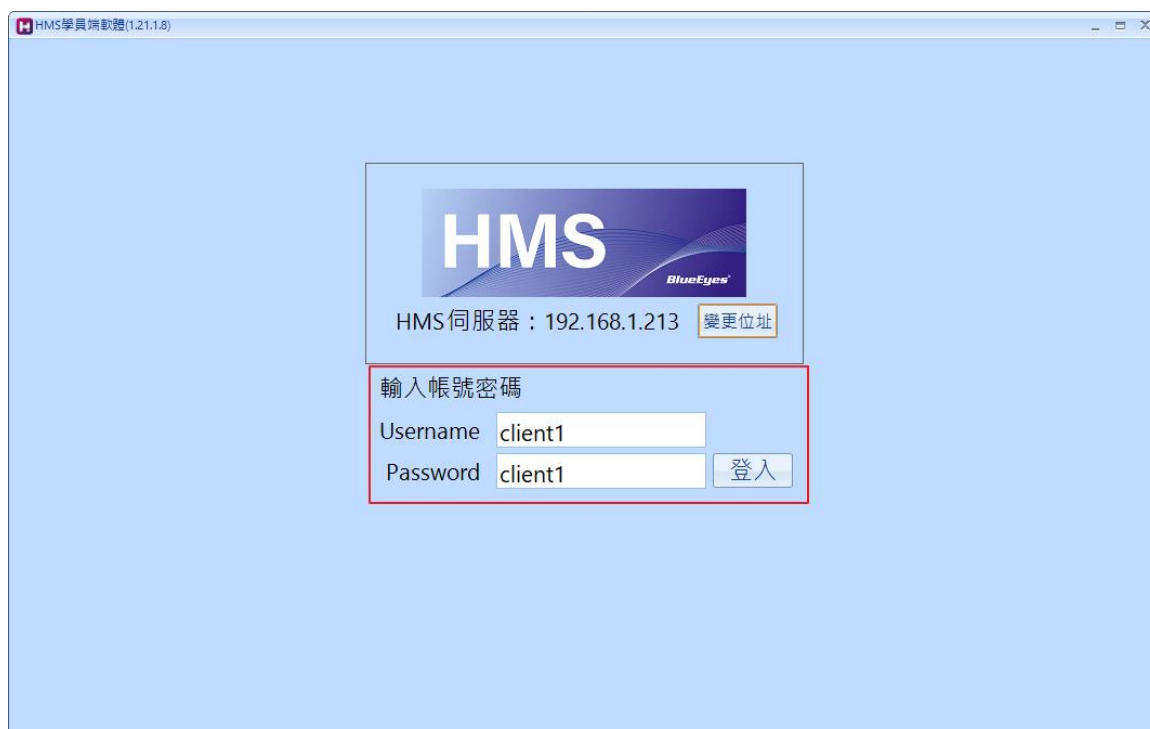 HMS學員端軟體(1.21.1.8)
HMS
BlueEyes
HMS伺服器：192.168.1.213 變更位址
輸入帳號密碼
Username client1
Password client1 登入